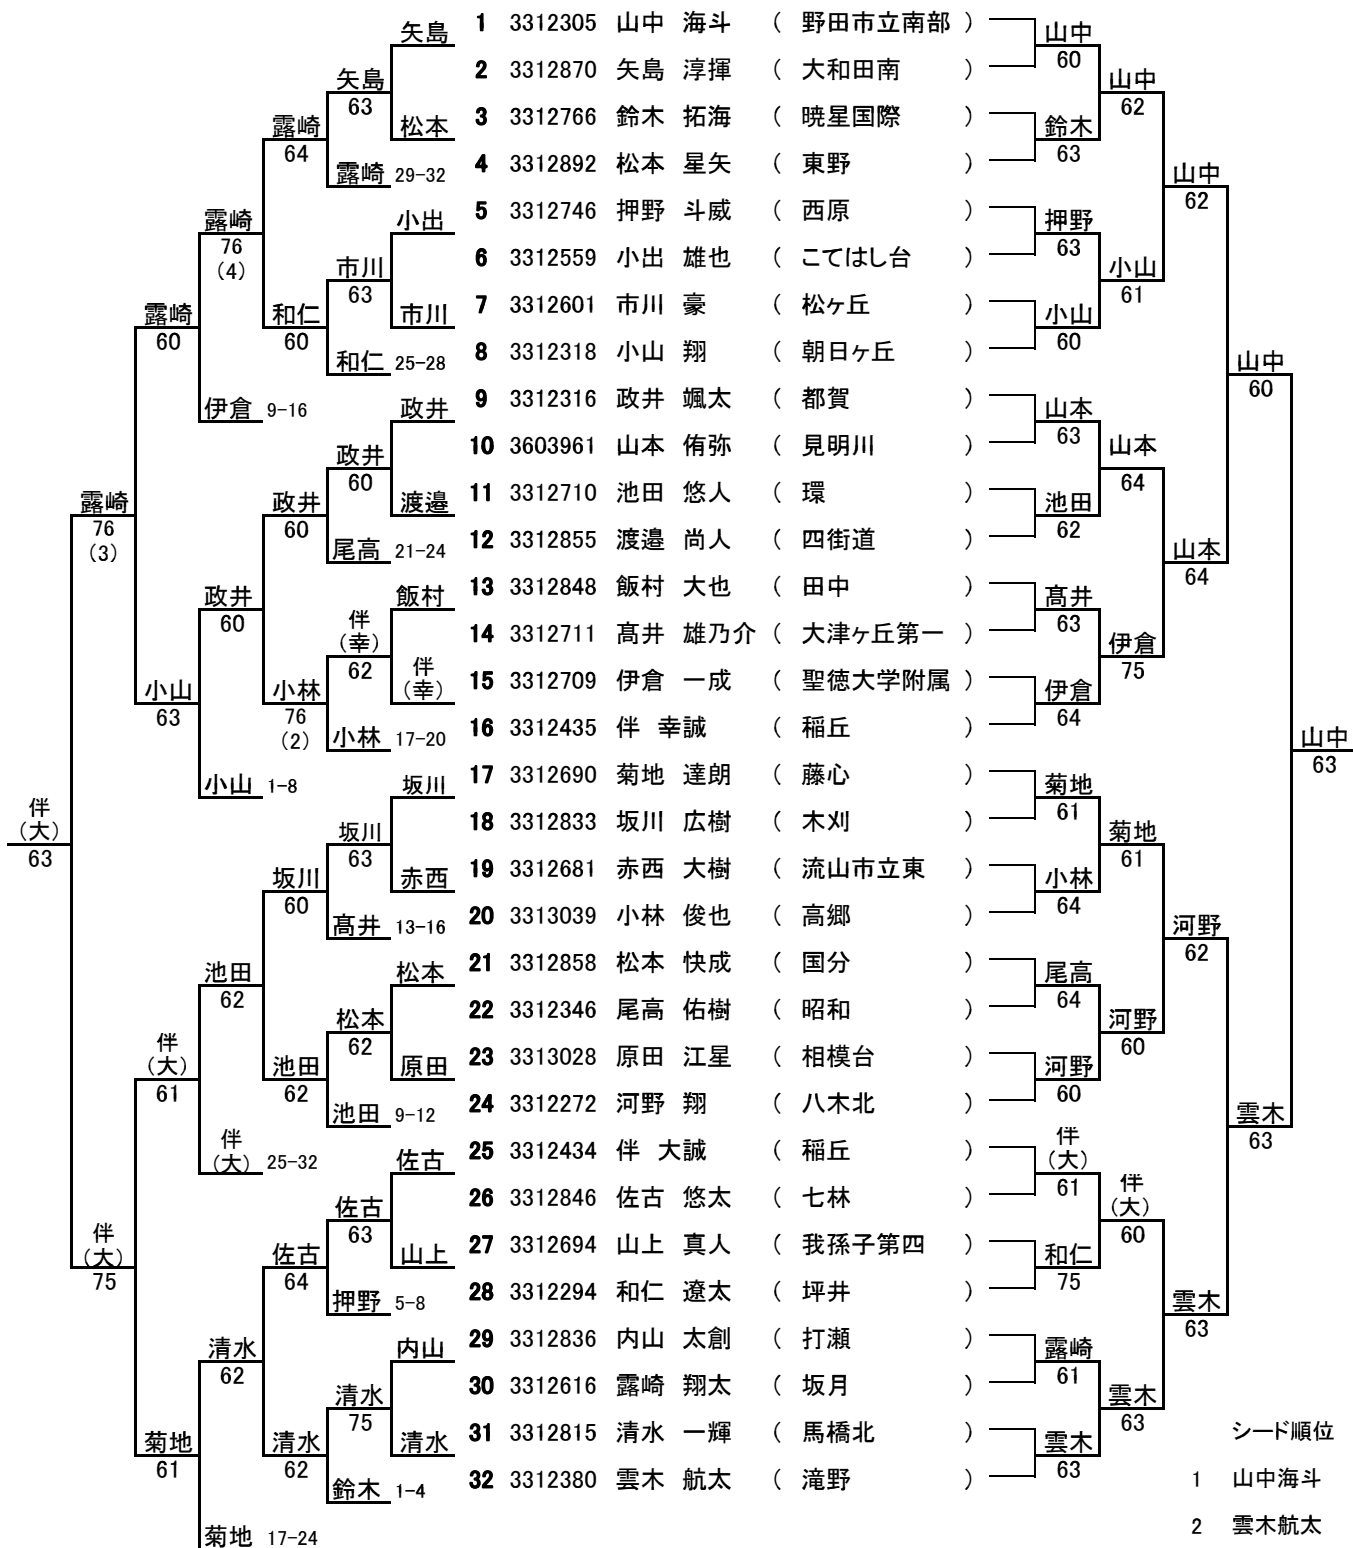 矢島 1 3312305 山中 海斗 ( 野田市立南部 ) 山中
60
矢島 2 3312870 矢島 淳揮 ( 大和田南 ) 山中
63 62
露崎 松本 3 3312766 鈴木 拓海 ( 暁星国際 ) 鈴木
64 63
露崎 29-32 4 3312892 松本 星矢 ( 東野 ) 山中
62
露崎 小出 5 3312746 押野 斗威 ( 西原 ) 押野
76 63
(4) 市川 6 3312559 小出 雄也 ( こてはし台 ) 小山
63 61
露崎 和仁 市川 7 3312601 市川 豪 ( 松ヶ丘 ) 小山
60 60 60
和仁 25-28 8 3312318 小山 翔 ( 朝日ヶ丘 ) 山中
60
伊倉 9-16 政井 9 3312316 政井 颯太 ( 都賀 ) 山本
63
政井 10 3603961 山本 侑弥 ( 見明川 ) 山本
60 64
露崎 政井 渡邉 11 3312710 池田 悠人 ( 環 ) 池田
76 60 62
(3) 尾高 21-24 12 3312855 渡邉 尚人 ( 四街道 ) 山本
64
政井 飯村 13 3312848 飯村 大也 ( 田中 ) 髙井
60 63
伴
(幸) 14 3312711 髙井 雄乃介 ( 大津ヶ丘第一 ) 伊倉
62 75
小山 小林 伴
(幸) 15 3312709 伊倉 一成 ( 聖徳大学附属 ) 伊倉
63 76 64
(2) 小林 17-20 16 3312435 伴 幸誠 ( 稲丘 ) 山中
63
小山 1-8 坂川 17 3312690 菊地 達朗 ( 藤心 ) 菊地
61
伴
(大) 坂川 18 3312833 坂川 広樹 ( 木刈 ) 菊地
63 63 61
坂川 赤西 19 3312681 赤西 大樹 ( 流山市立東 ) 小林
60 64
髙井 13-16 20 3313039 小林 俊也 ( 高郷 ) 河野
62
池田 松本 21 3312858 松本 快成 ( 国分 ) 尾高
62 64
松本 22 3312346 尾高 佑樹 ( 昭和 ) 河野
62 60
伴
(大) 池田 原田 23 3313028 原田 江星 ( 相模台 ) 河野
61 62 60
池田 9-12 24 3312272 河野 翔 ( 八木北 ) 雲木
63
伴
(大) 25-32 佐古 25 3312434 伴 大誠 ( 稲丘 ) 伴
(大)
61
佐古 26 3312846 佐古 悠太 ( 七林 ) 伴
(大)
63 60
伴
(大) 佐古 山上 27 3312694 山上 真人 ( 我孫子第四 ) 和仁
75 64 75
押野 5-8 28 3312294 和仁 遼太 ( 坪井 ) 雲木
63
清水 内山 29 3312836 内山 太創 ( 打瀬 ) 露崎
62 61
清水 30 3312616 露崎 翔太 ( 坂月 ) 雲木
75 63
菊地 清水 清水 31 3312815 清水 一輝 ( 馬橋北 ) 雲木 シード順位
61 62 63
鈴木 1-4 32 3312380 雲木 航太 ( 滝野 ) 1 山中海斗
菊地 17-24 2 雲木航太